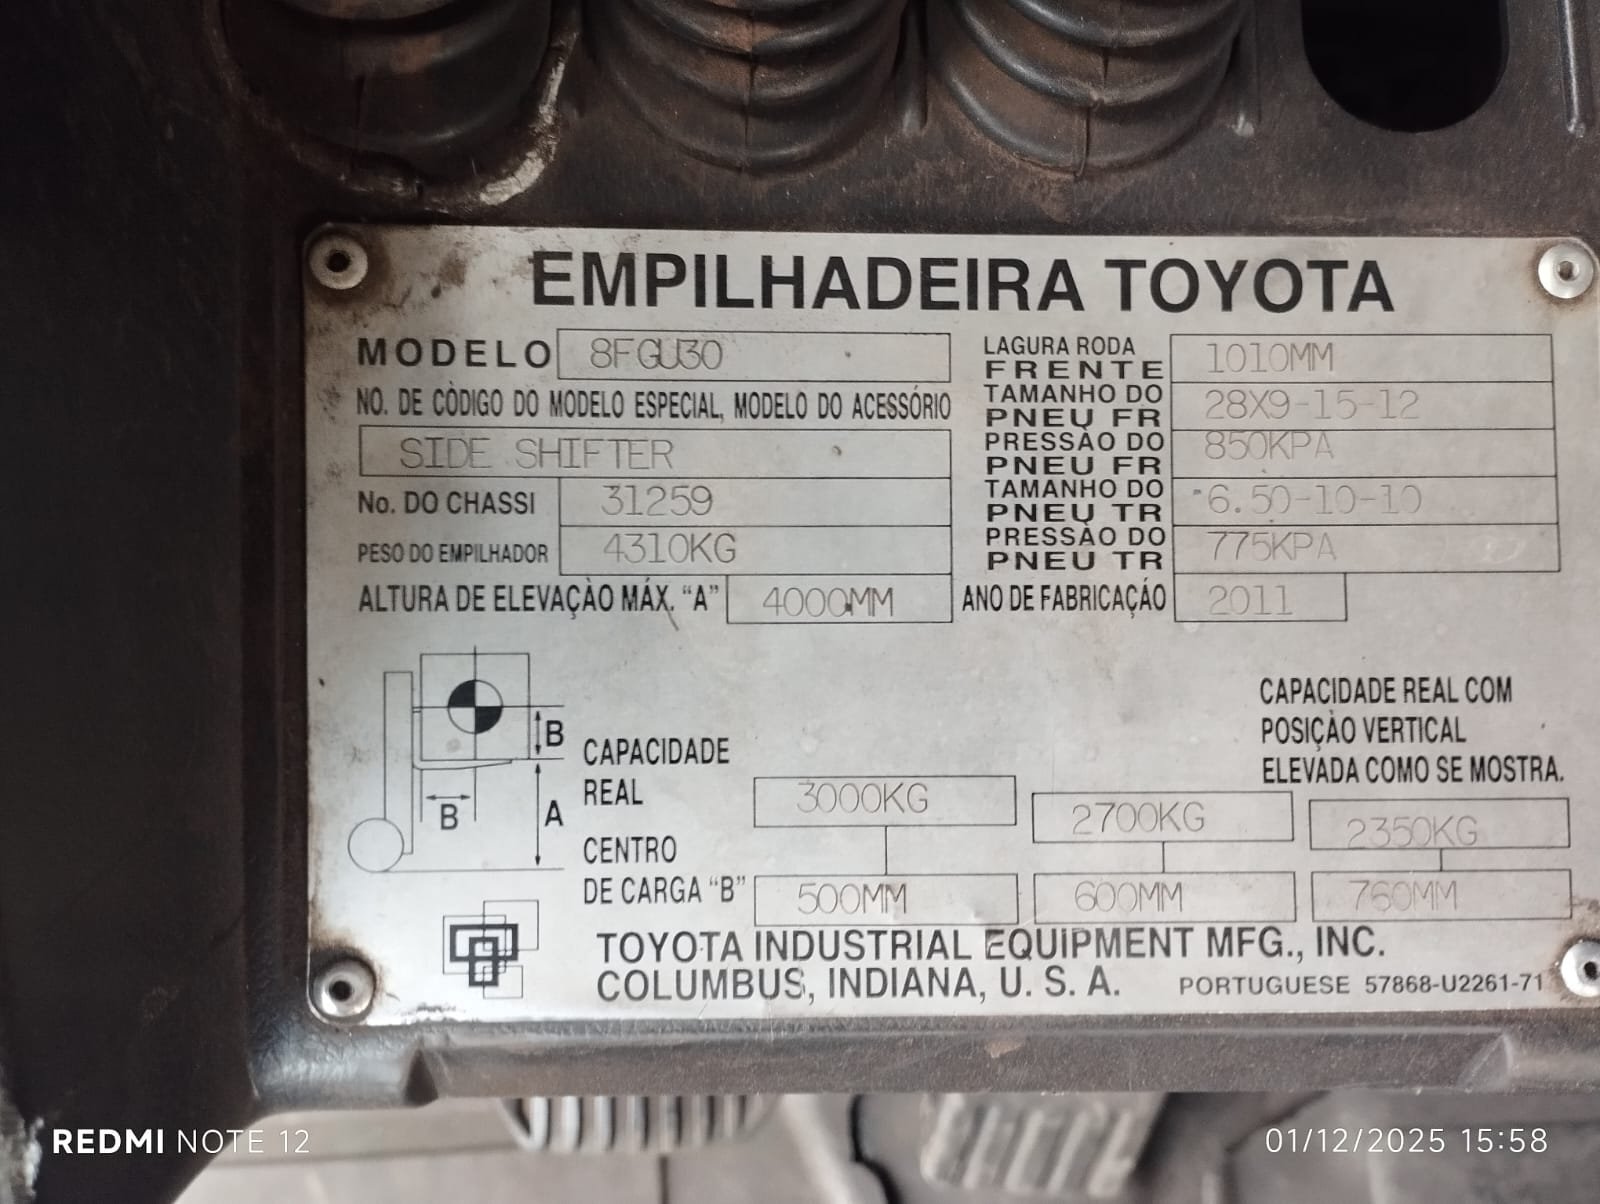 EMPILHADEIRA TOYOTA
MODELO 8FGU30
NO. DE CÒDIGO DO MODELO ESPECIAL, MODELO DO ACESSÓRIO
SIDE SHIFTER
No. DO CHASSI 31259
PESO DO EMPILHADOR 4310KG
ALTURA DE ELEVAÇÀO MÁX. “A” 4000MM
LAGURA RODA
FRENTE 1010MM
TAMANHO DO
PNEU FR 28X9-15-12
PRESSÃO DO
PNEU FR 850KPA
TAMANHO DO
PNEU TR 6.50-10-10
PRESSÀO DO
PNEU TR 775KPA
ANO DE FABRICAÇÁO 2011
B
B
A
CAPACIDADE REAL COM
POSIÇÀO VERTICAL
ELEVADA COMO SE MOSTRA.
CAPACIDADE
REAL 3000KG 2700KG 2350KG
CENTRO
DE CARGA “B” 500MM 600MM 760MM
TOYOTA INDUSTRIAL EQUIPMENT MFG., INC.
COLUMBUS, INDIANA, U. S. A. PORTUGUESE 57868-U2261-71
REDMI NOTE 12
01/12/2025 15:58